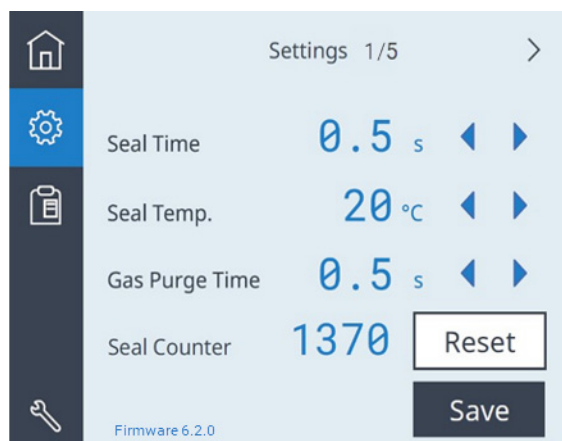 Settings 1/5
Seal Time 0.5 s
Seal Temp. 20 °C
Gas Purge Time 0.5 s
Seal Counter 1370 Reset
Save
Firmware 6.2.0